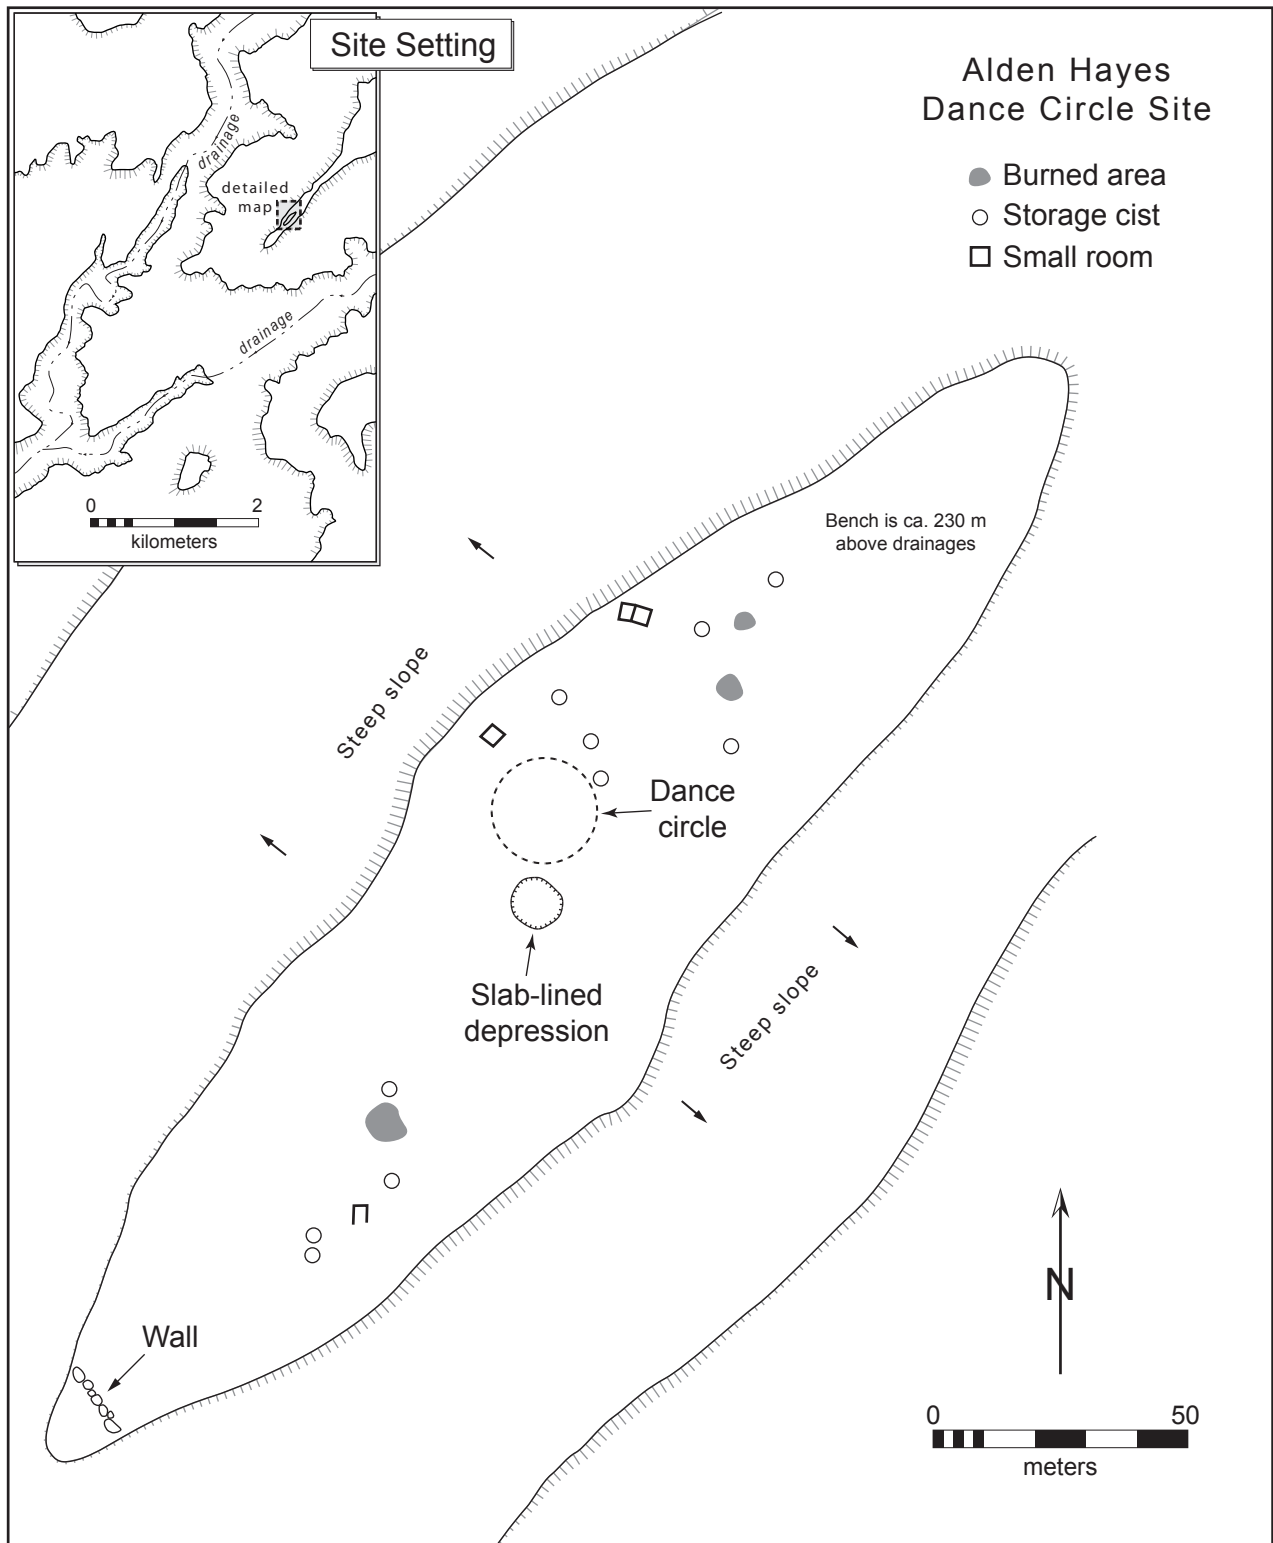 Site Setting
drainage
detailed
map
drainage
0 2
kilometers
Alden Hayes
Dance Circle Site
Burned area
Storage cist
Small room
Bench is ca. 230 m
above drainages
Steep slope
Dance
circle
Slab-lined
depression
Steep slope
Wall
N
0 50
meters